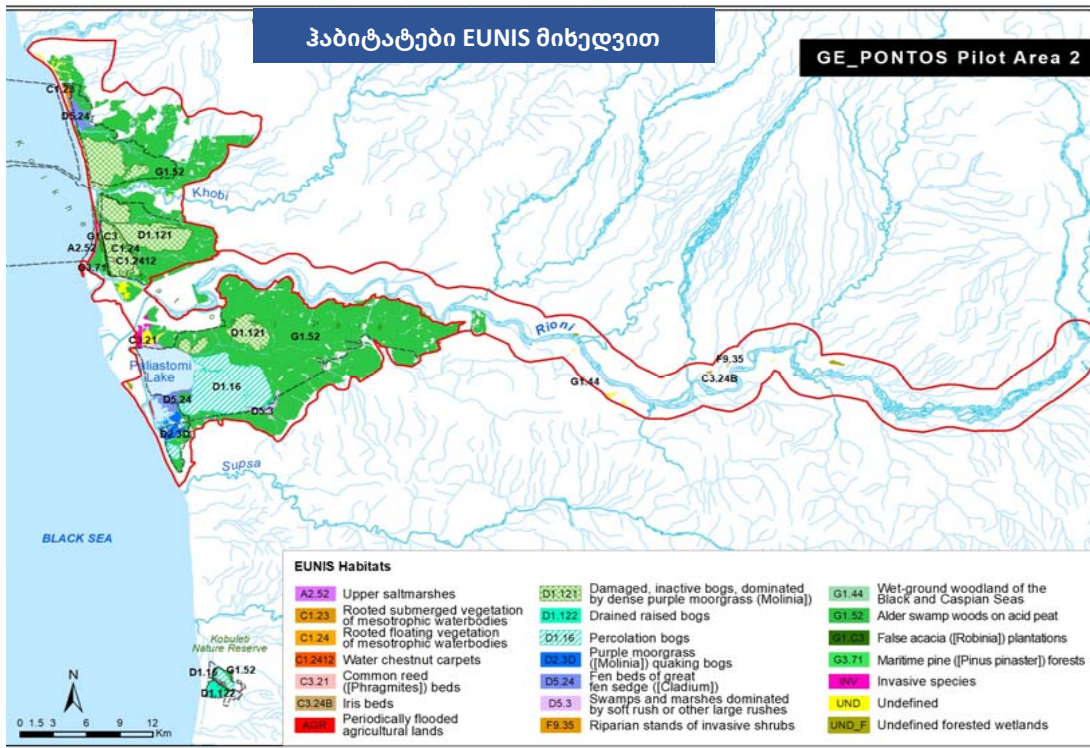 ჰაბიტატები EUNIS მიხედვით
GE_PONTOS Pilot Area 2
C1.23
D5.24
G1.52
Khobi
D1.121
G1.C3
A2.52
C1.24
C1.2412
G3.71
C3.21
D1.121
G1.52
Rioni
Paliastomi
Lake
D1.16
F9.35
G1.44
C3.24B
D5.24
D5.3
D2.3D
Supsa
BLACK SEA
Kobuleti
Nature Reserve
D1.16
G1.52
D1.122
N
0 1.5 3 6 9 12
Km
EUNIS Habitats
A2.52 Upper saltmarshes
C1.23 Rooted submerged vegetation
of mesotrophic waterbodies
C1.24 Rooted floating vegetation
of mesotrophic waterbodies
C1.2412 Water chestnut carpets
C3.21 Common reed
([Phragmites]) beds
C3.24B Iris beds
AGR Periodically flooded
agricultural lands
D1.121 Damaged, inactive bogs, dominated
by dense purple moorgrass (Molinia])
D1.122 Drained raised bogs
D1.16 Percolation bogs
D2.3D Purple moorgrass
([Molinia]) quaking bogs
D5.24 Fen beds of great
fen sedge ([Cladium])
D5.3 Swamps and marshes dominated
by soft rush or other large rushes
F9.35 Riparian stands of invasive shrubs
G1.44 Wet-ground woodland of the
Black and Caspian Seas
G1.52 Alder swamp woods on acid peat
G1.C3 False acacia ([Robinia]) plantations
G3.71 Maritime pine ([Pinus pinaster]) forests
INV Invasive species
UND Undefined
UND_F Undefined forested wetlands